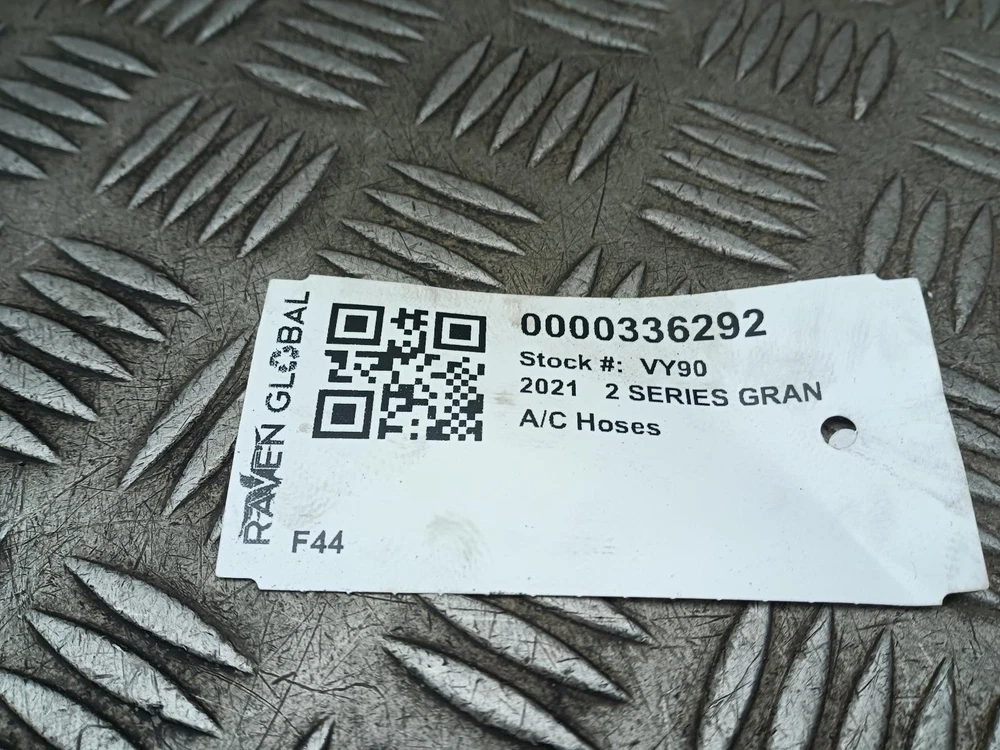 RAVEN GLOBAL
0000336292
Stock #: VY90
2021 2 SERIES GRAN
A/C Hoses
F44